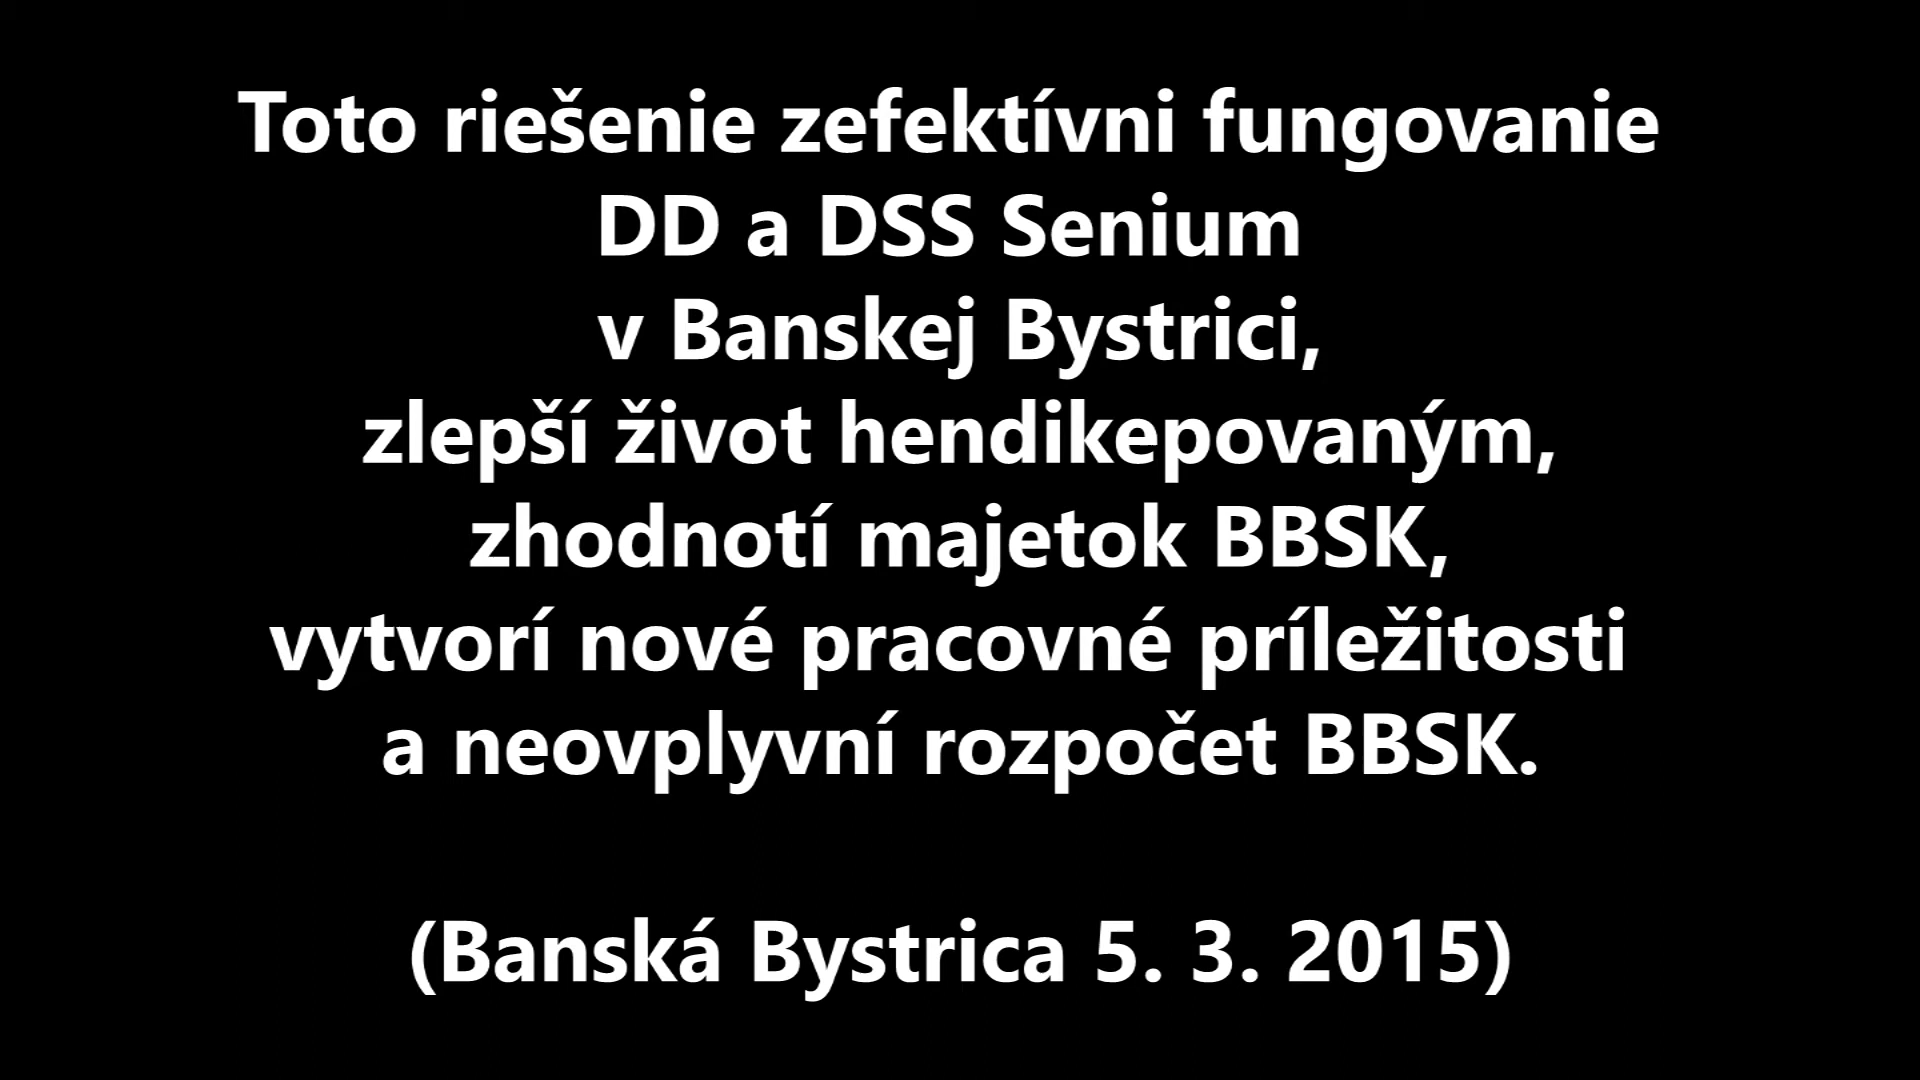 Toto riešenie zefektívni fungovanie
DD a DSS Senium
v Banskej Bystrici,
zlepší život hendikepovaným,
zhodnotí majetok BBSK,
vytvorí nové pracovné príležitosti
a neovplyvní rozpočet BBSK.
(Banská Bystrica 5. 3. 2015)